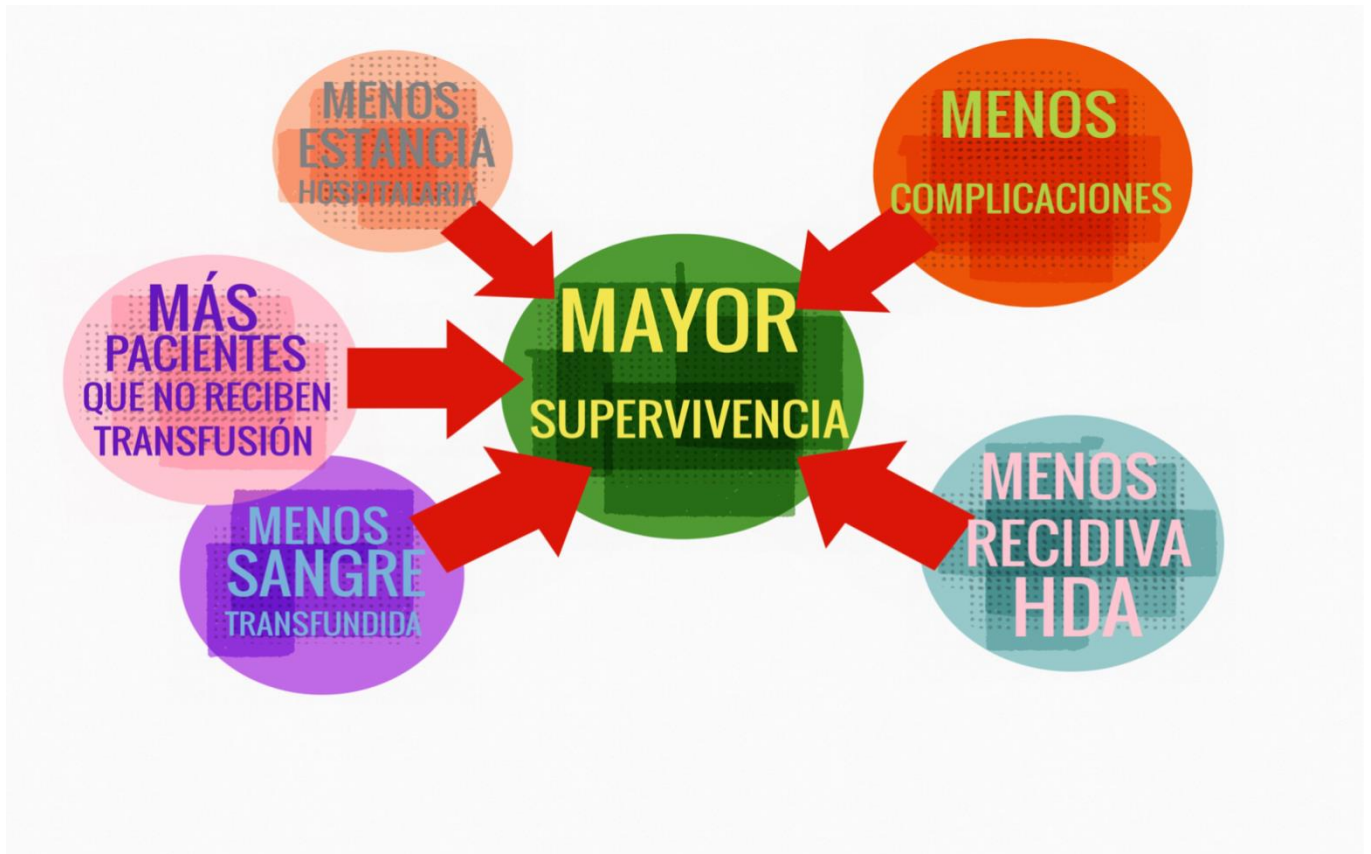 MENOS
ESTANCIA
HOSPITALARIA
MENOS
COMPLICACIONES
MÁS
PACIENTES
QUE NO RECIBEN
TRANSFUSIÓN
MAYOR
SUPERVIVENCIA
MENOS
SANGRE
TRANSFUNDIDA
MENOS
RECIDIVA
HDA